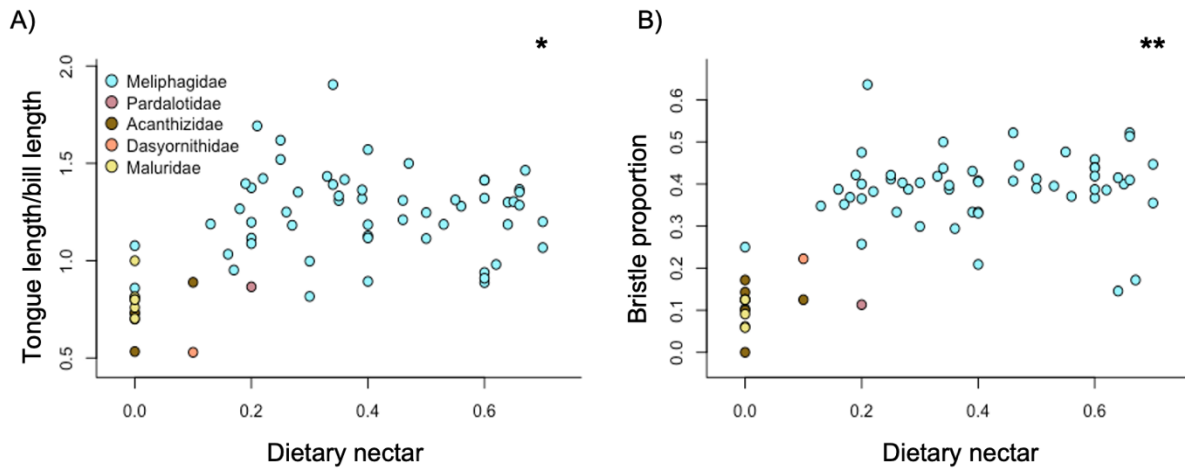 A)
*
Tongue length/bill length
2.0
1.5
1.0
0.5
Meliphagidae
Pardalotidae
Acanthizidae
Dasyornithidae
Maluridae
0.0 0.2 0.4 0.6
Dietary nectar
B)
**
Bristle proportion
0.6
0.5
0.4
0.3
0.2
0.1
0.0
0.0 0.2 0.4 0.6
Dietary nectar